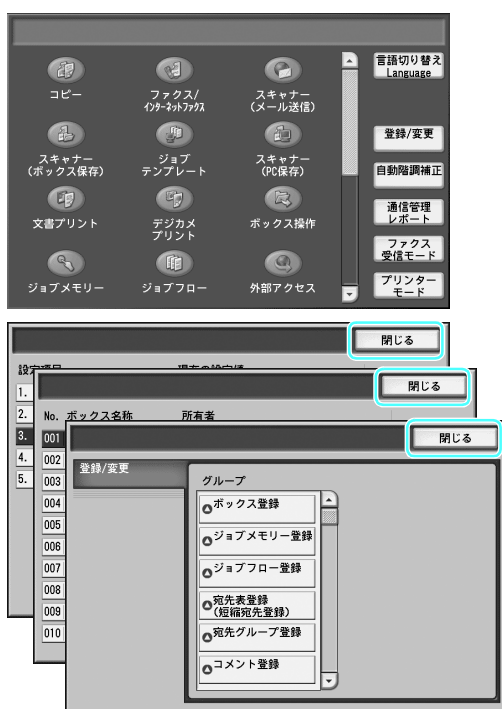 コピー
ファクス/
インターネットファクス
スキャナー
(メール送信)
スキャナー
(ボックス保存)
ジョブ
テンプレート
スキャナー
(PC保存)
文書プリント
デジカメ
プリント
ボックス操作
ジョブメモリー
ジョブフロー
外部アクセス
言語切り替え
Language
登録/変更
自動階調補正
通信管理
レポート
ファクス
受信モード
プリンター
モード
閉じる
1.
2.
3.
4.
5.
閉じる
No. ボックス名称 所有者
001
002
003
004
005
006
007
008
009
010
閉じる
登録/変更
グループ
ボックス登録
ジョブメモリー登録
ジョブフロー登録
宛先表登録
(短縮宛先登録)
宛先グループ登録
コメント登録